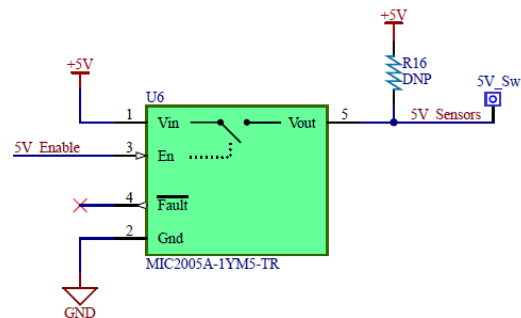 +5V
+5V
R16
DNP
5V_Sw
U6
1 Vin Vout 5 5V_Sensors
5V_Enable 3 En
4 Fault
2 Gnd
MIC2005A-1YM5-TR
GND